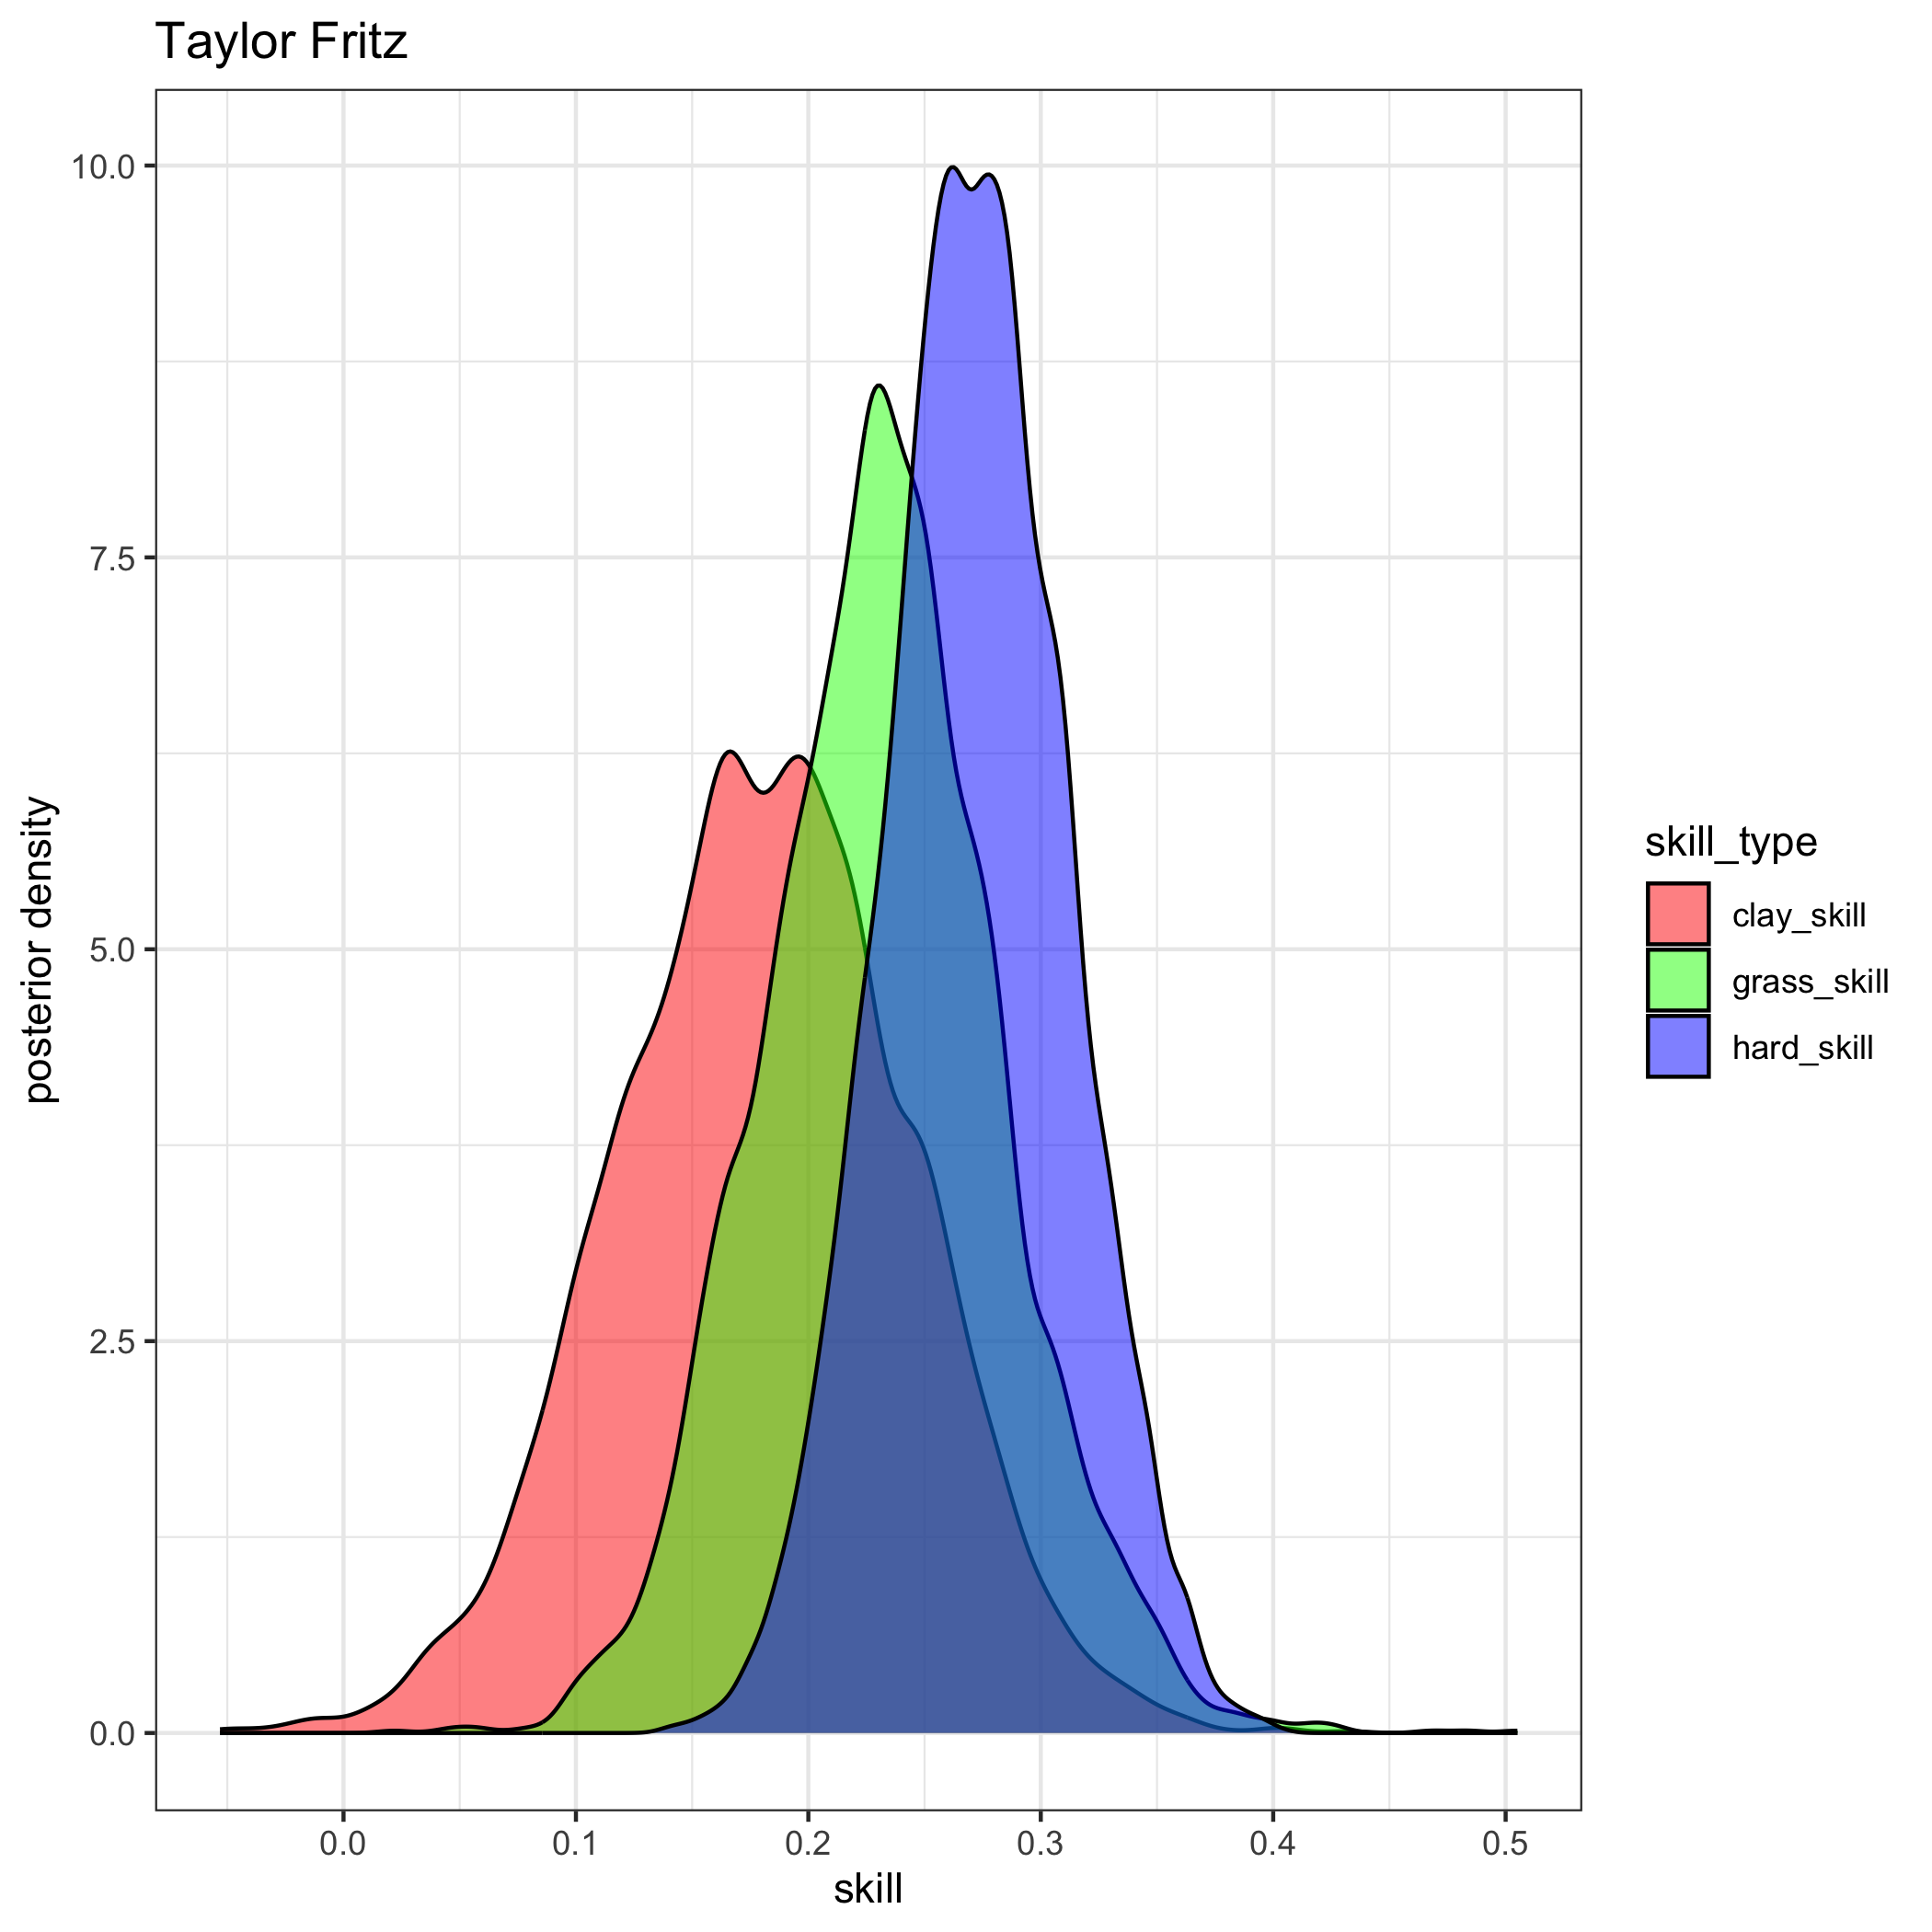 Taylor Fritz
10.0
7.5
5.0
2.5
0.0
posterior density
0.0 0.1 0.2 0.3 0.4 0.5
skill
skill_type
clay_skill
grass_skill
hard_skill